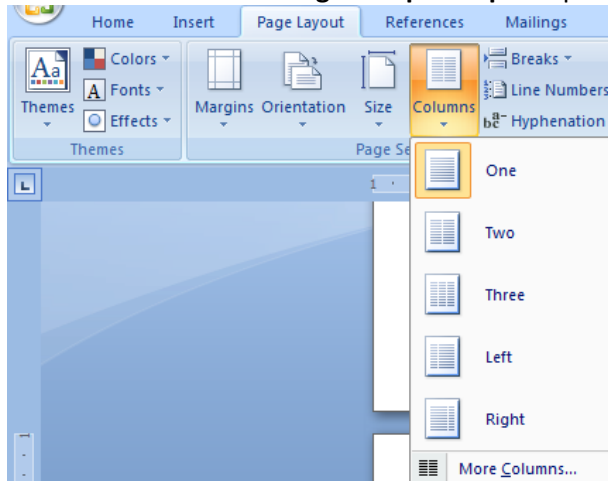 Home Insert Page Layout References Mailings
Colors
Fonts
Effects
Themes Margins Orientation Size Columns
Breaks
Line Numbers
Hyphenation
Themes
Page Se
One
Two
Three
Left
Right
More Columns...